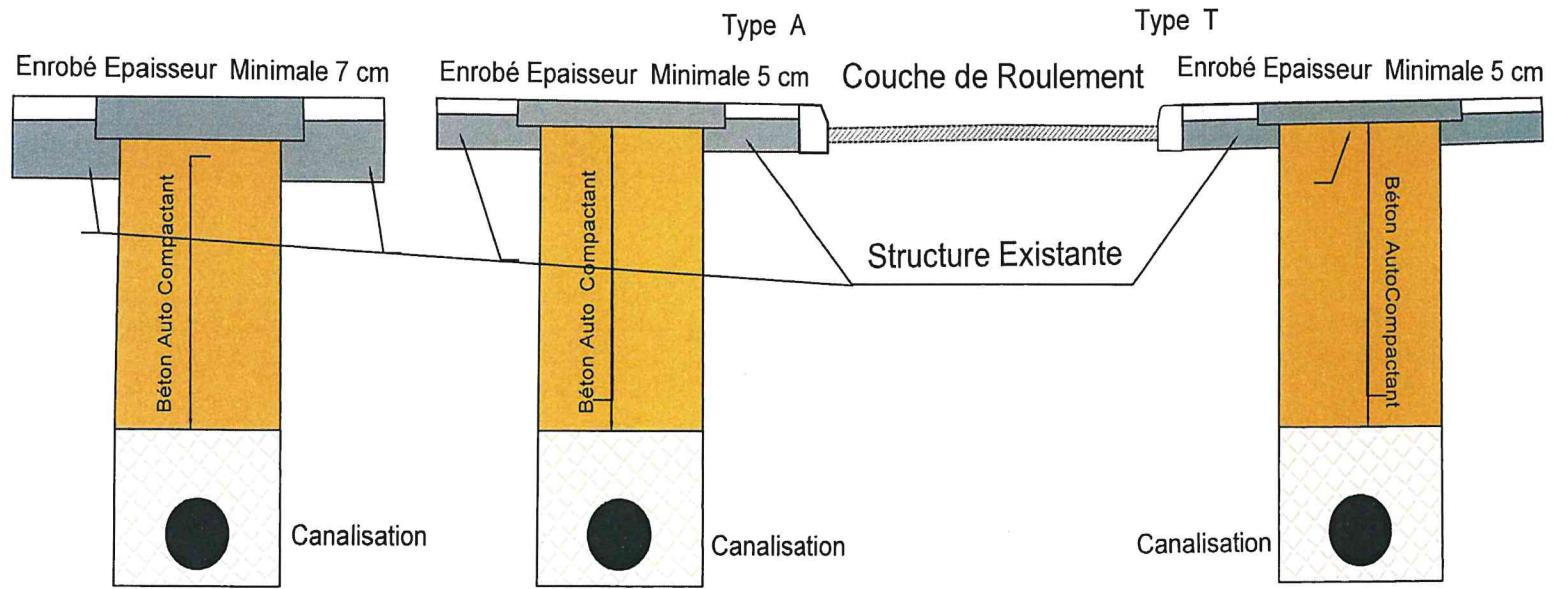 Type A
Type T
Enrobé Epaisseur Minimale 7 cm
Enrobé Epaisseur Minimale 5 cm
Couche de Roulement
Enrobé Epaisseur Minimale 5 cm
Béton Auto Compactant
Béton Auto Compactant
Structure Existante
Béton AutoCompactant
Canalisation
Canalisation
Canalisation